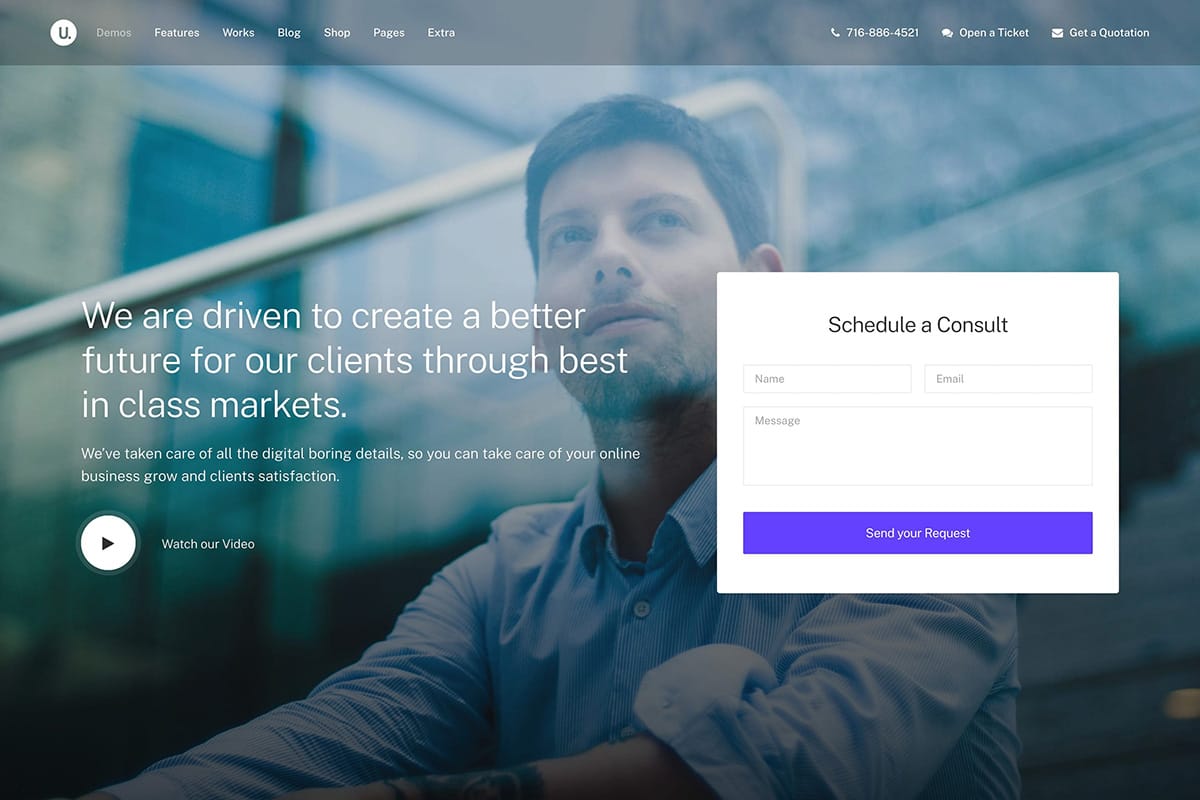 U.
Demos Features Works Blog Shop Pages Extra
716-886-4521 Open a Ticket Get a Quotation
We are driven to create a better
future for our clients through best
in class markets.
We’ve taken care of all the digital boring details, so you can take care of your online
business grow and clients satisfaction.
Watch our Video
Schedule a Consult
Name Email
Message
Send your Request